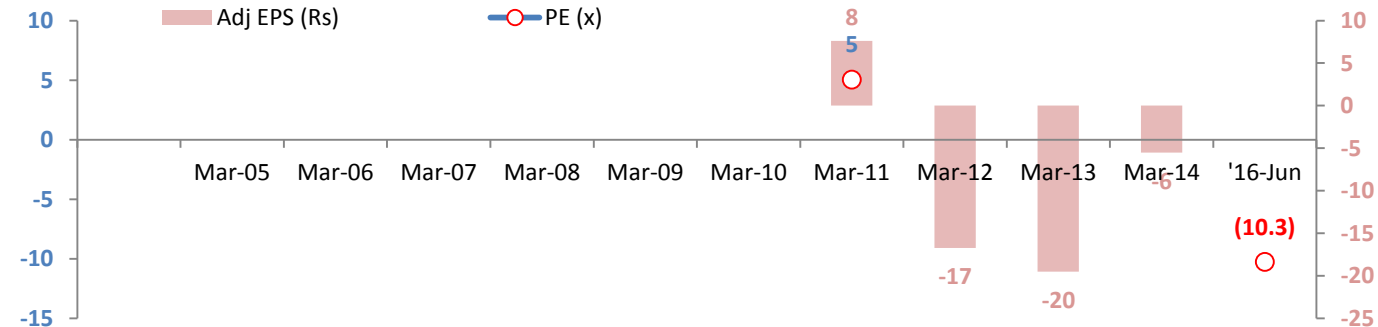 10 Adj EPS (Rs) PE (x) 8 10
5
5 5
0
0 -5
Mar-05 Mar-06 Mar-07 Mar-08 Mar-09 Mar-10 Mar-11 Mar-12 Mar-13 Mar-14 '16-Jun
-6
-5 -10
(10.3) -15
-10 -17 -20 -20
-15 -25